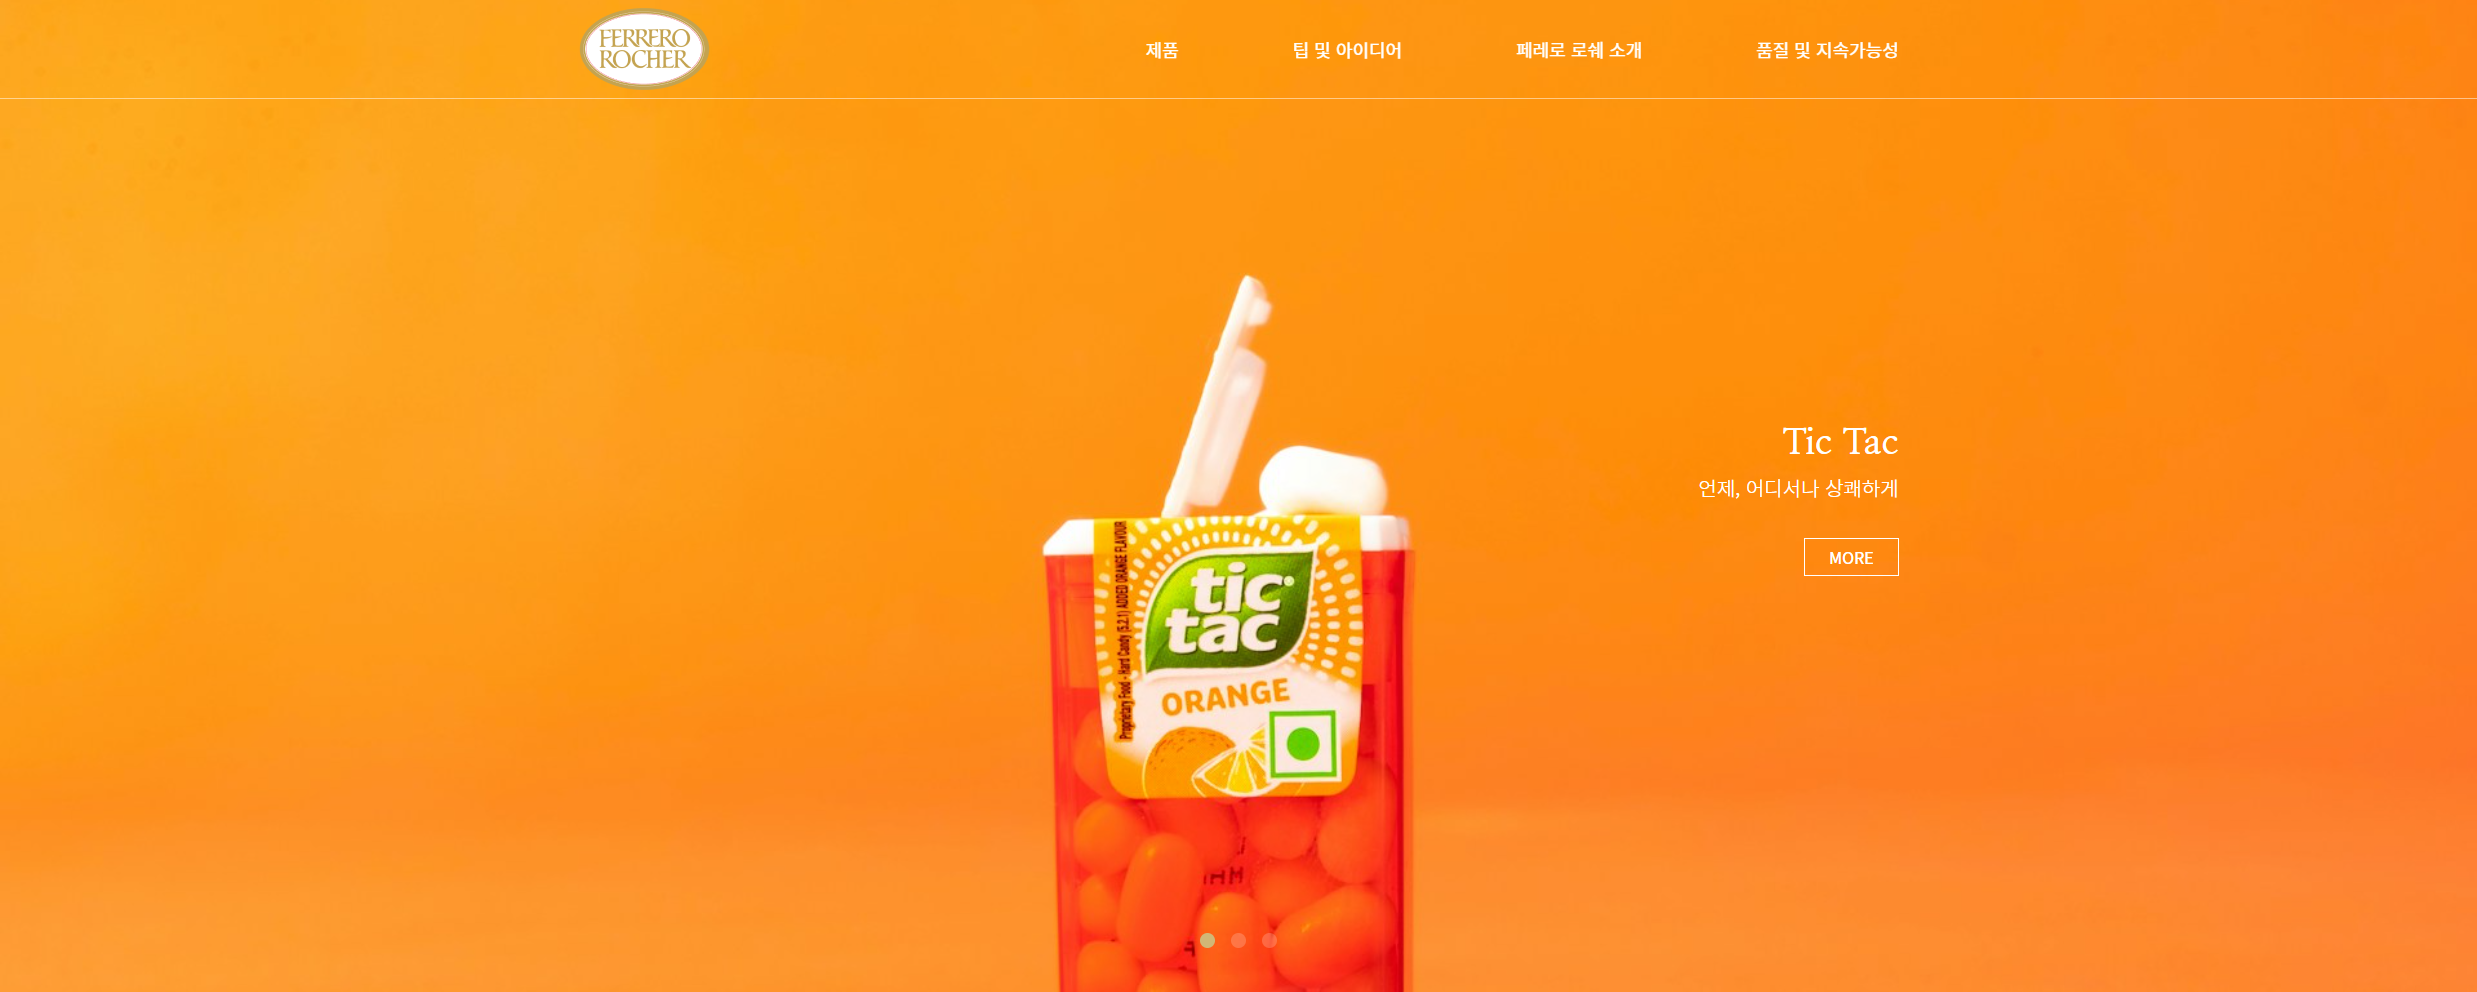 FERRERO
ROCHER
제품
팁 및 아이디어
페레로 로쉐 소개
품질 및 지속가능성
Tic Tac
언제, 어디서나 상쾌하게
MORE
Proprietary Food - Hard Candy (5.2.1) ADDED ORANGE FLAVOUR
tic®
tac
ORANGE